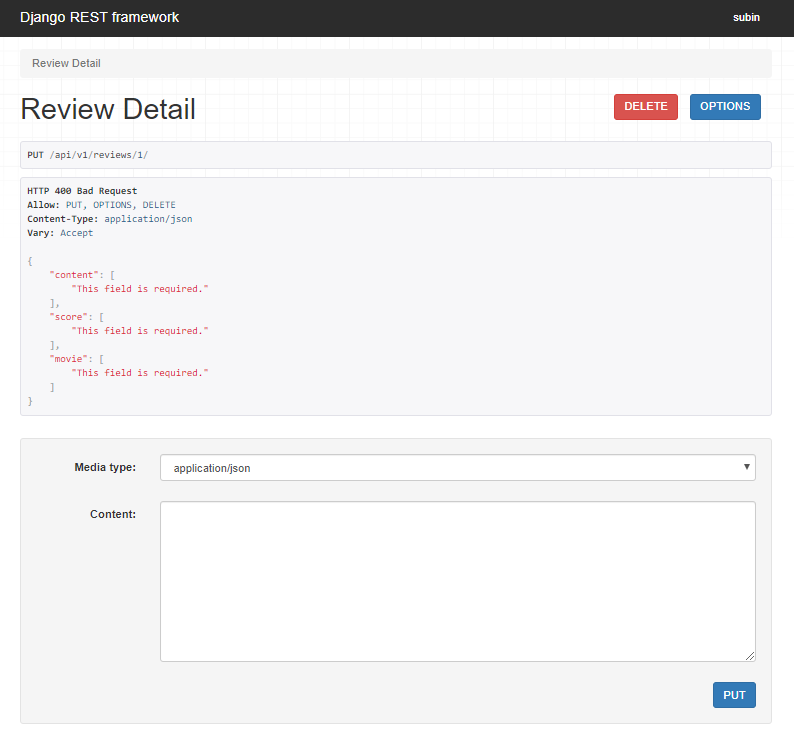 Django REST framework
subin
Review Detail
Review Detail
DELETE
OPTIONS
PUT /api/v1/reviews/1/
HTTP 400 Bad Request
Allow: PUT, OPTIONS, DELETE
Content-Type: application/json
Vary: Accept
{
    "content": [
        "This field is required."
    ],
    "score": [
        "This field is required."
    ],
    "movie": [
        "This field is required."
    ]
}
Media type:
application/json
Content:
PUT